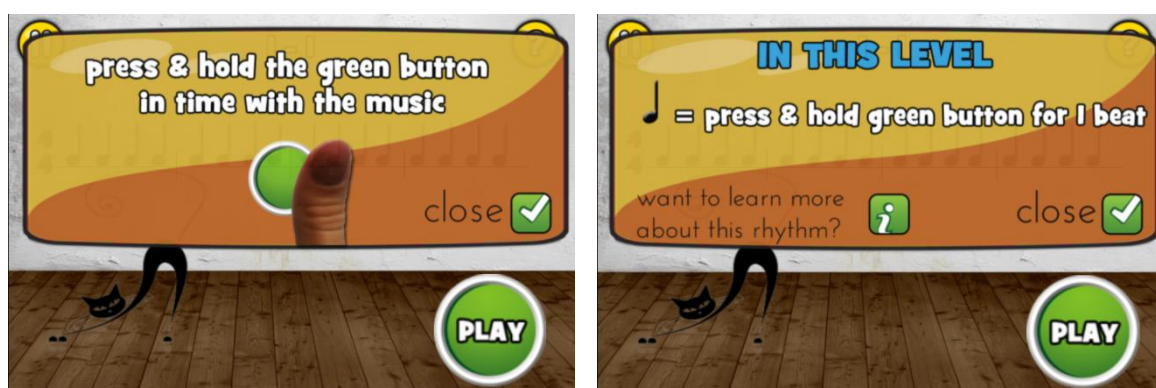 press & hold the green button
in time with the music
close
PLAY
IN THIS LEVEL
= press & hold green button for 1 beat
want to learn more
about this rhythm?
i
close
PLAY